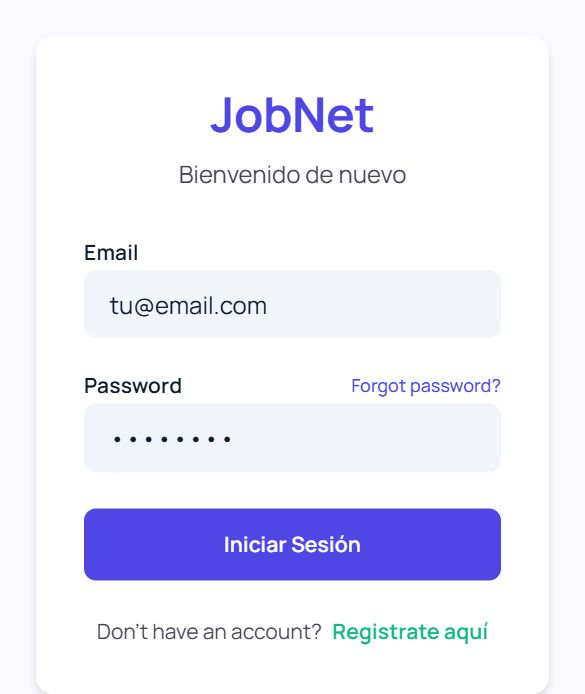 JobNet
Bienvenido de nuevo
Email
tu@email.com
Password Forgot password?
••••••••
Iniciar Sesión
Don't have an account? Registrate aquí